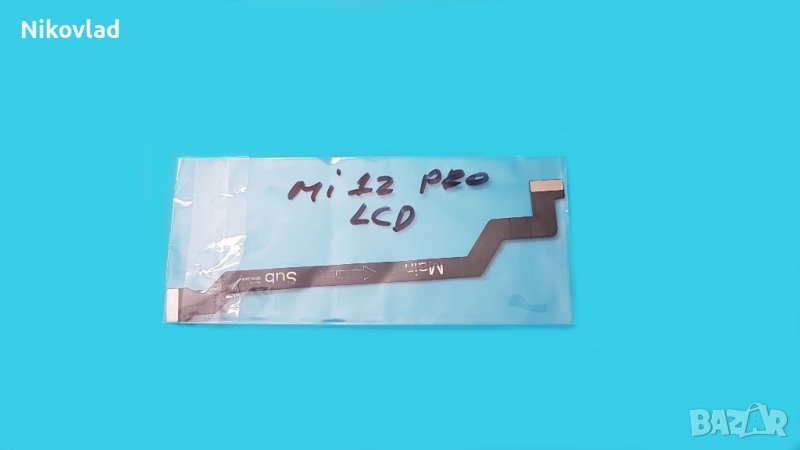 Nikovlad
Mi 12 PRO
LCD
Main
Sub
BAZAR